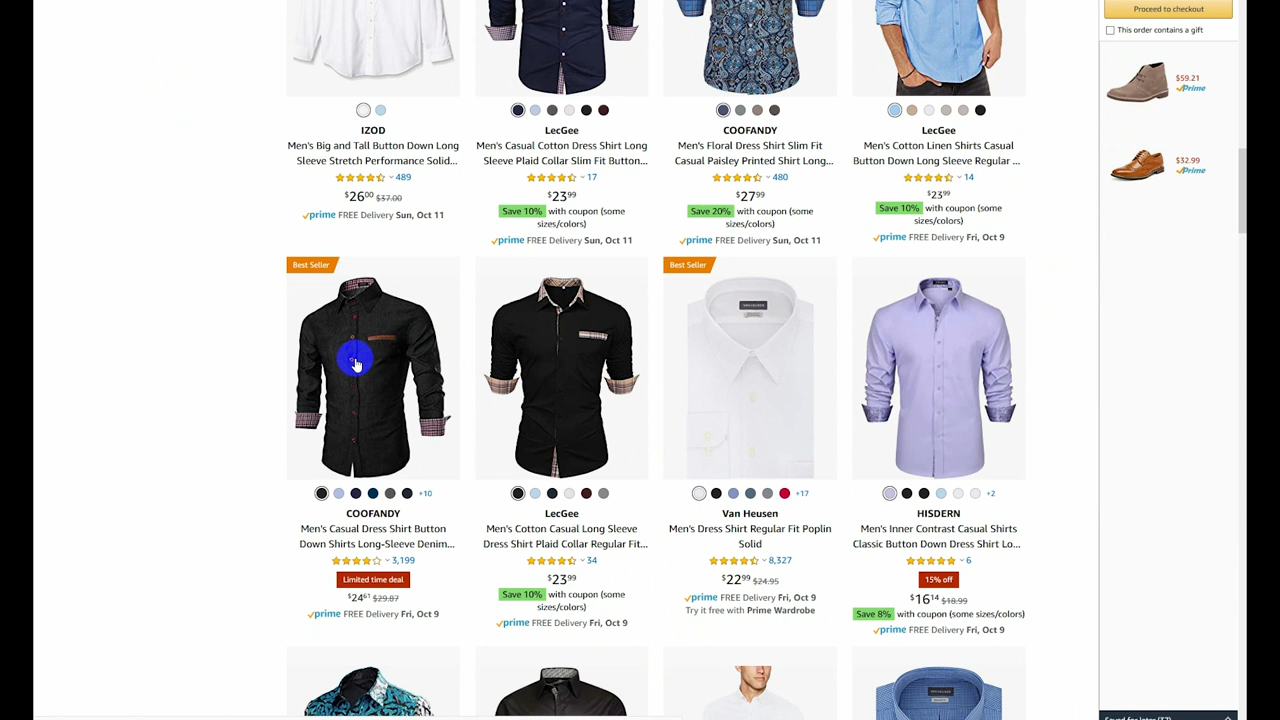 Proceed to checkout
This order contains a gift
$59.21
prime
$32.99
prime
IZOD
Men's Big and Tall Button Down Long
Sleeve Stretch Performance Solid...
489
$26.00 $37.00
prime FREE Delivery Sun, Oct 11
LecGee
Men's Casual Cotton Dress Shirt Long
Sleeve Plaid Collar Slim Fit Button...
17
$23.99
Save 10% with coupon (some
sizes/colors)
prime FREE Delivery Sun, Oct 11
COOFANDY
Men's Floral Dress Shirt Slim Fit
Casual Paisley Printed Shirt Long...
480
$27.99
Save 20% with coupon (some
sizes/colors)
prime FREE Delivery Sun, Oct 11
LecGee
Men's Cotton Linen Shirts Casual
Button Down Long Sleeve Regular ...
14
$23.99
Save 10% with coupon (some
sizes/colors)
prime FREE Delivery Fri, Oct 9
Best Seller
+10
COOFANDY
Men's Casual Dress Shirt Button
Down Shirts Long-Sleeve Denim...
3,199
Limited time deal
$24.61 $29.87
prime FREE Delivery Fri, Oct 9
LecGee
Men's Cotton Casual Long Sleeve
Dress Shirt Plaid Collar Regular Fit...
34
$23.99
Save 10% with coupon (some
sizes/colors)
prime FREE Delivery Fri, Oct 9
Best Seller
VAN HEUSEN
+17
Van Heusen
Men's Dress Shirt Regular Fit Poplin
Solid
8,327
$22.99 $24.95
prime FREE Delivery Fri, Oct 9
Try it free with Prime Wardrobe
+2
HISDERN
Men's Inner Contrast Casual Shirts
Classic Button Down Dress Shirt Lo...
6
15% off
$16.14 $18.99
Save 8% with coupon (some sizes/colors)
prime FREE Delivery Fri, Oct 9
VAN HEUSEN
Saved for later (37)